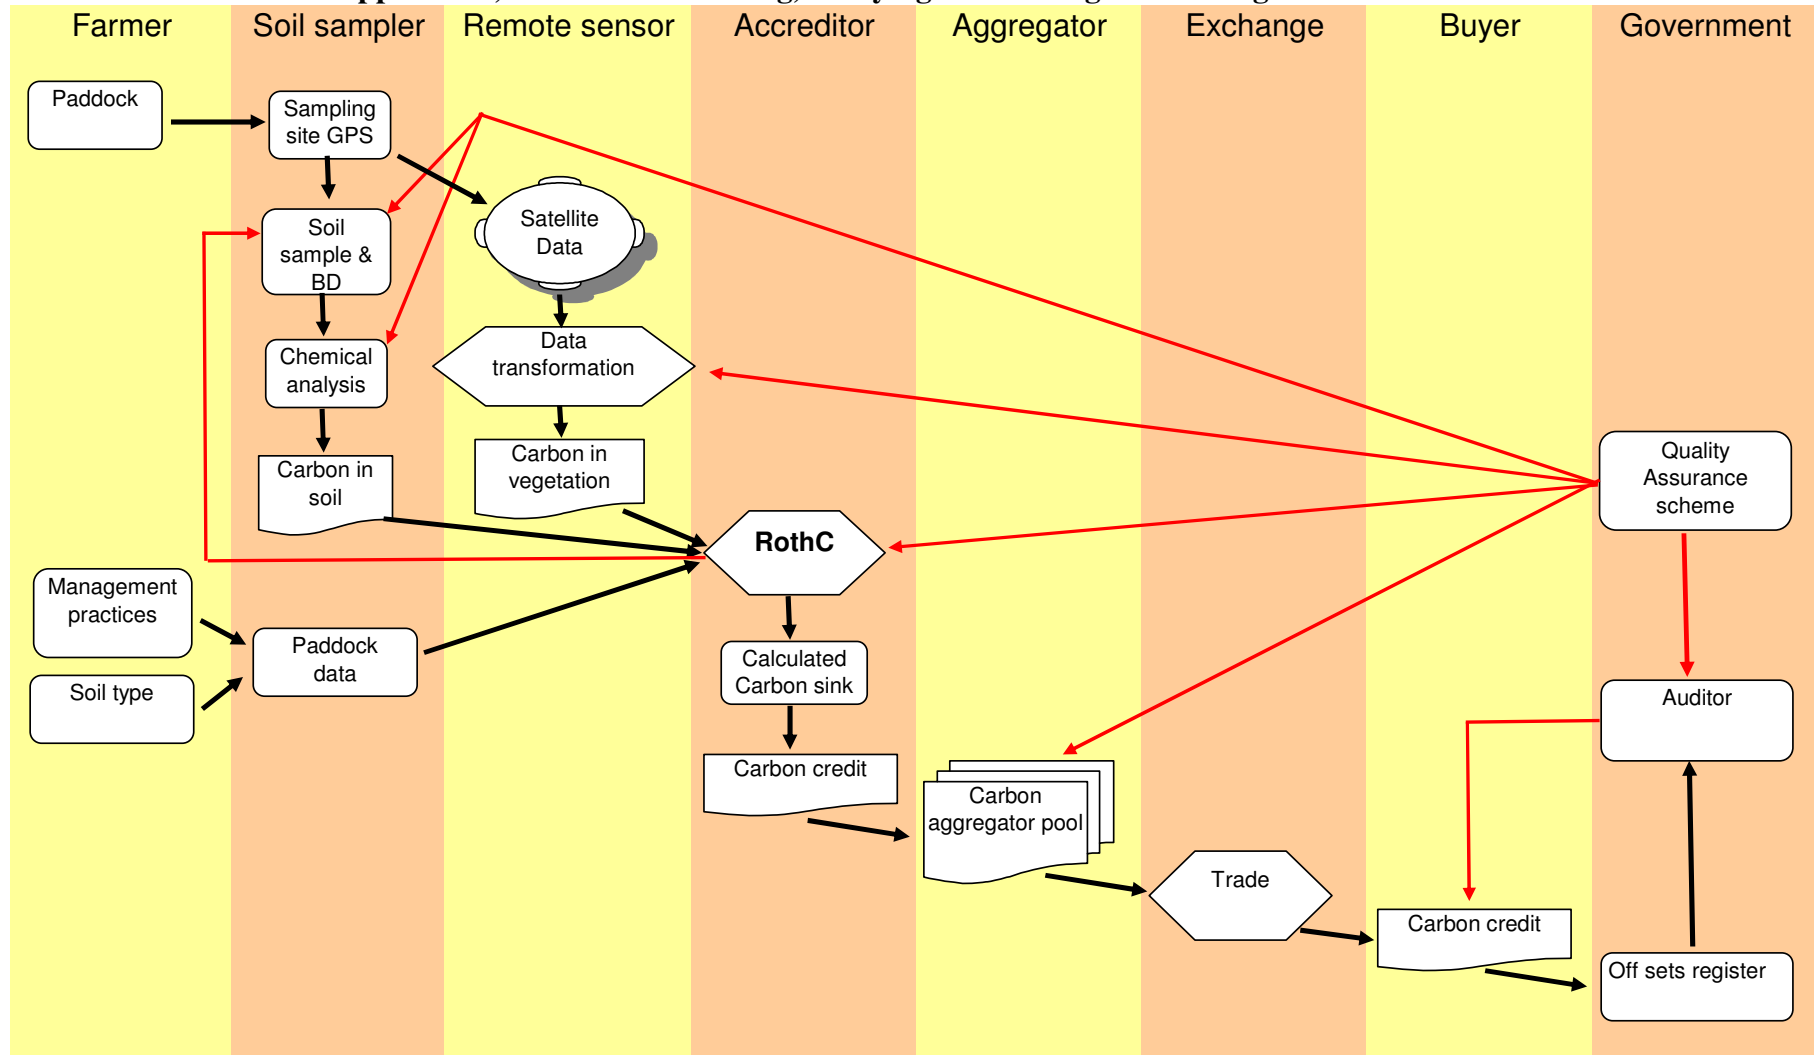 Farmer
Soil sampler
Remote sensor
Accreditor
Aggregator
Exchange
Buyer
Government
Paddock
Sampling
site GPS
Soil
sample &
BD
Satellite
Data
Chemical
analysis
Data
transformation
Carbon in
soil
Carbon in
vegetation
Quality
Assurance
scheme
RothC
Management
practices
Soil type
Paddock
data
Calculated
Carbon sink
Auditor
Carbon credit
Carbon
aggregator pool
Trade
Carbon credit
Off sets register